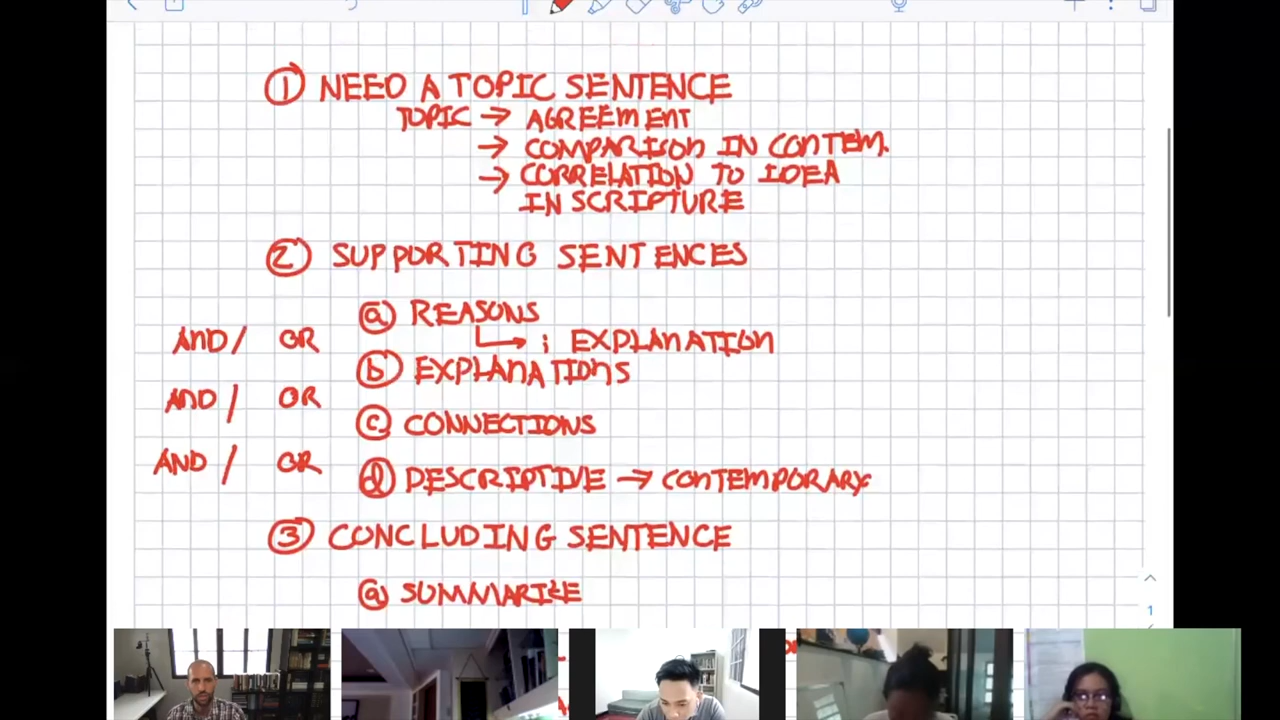 ① NEED A TOPIC SENTENCE
TOPIC → AGREEMENT
→ COMPARISON IN CONTEM.
→ CORRELATION TO IDEA
IN SCRIPTURE
② SUPPORTING SENTENCES
ⓐ REASONS
AND / OR ↳ i EXPLANATION
ⓑ EXPLANATIONS
AND / OR
ⓒ CONNECTIONS
AND / OR
ⓓ DESCRIPTIVE → CONTEMPORARY
③ CONCLUDING SENTENCE
ⓐ SUMMARIZE
1